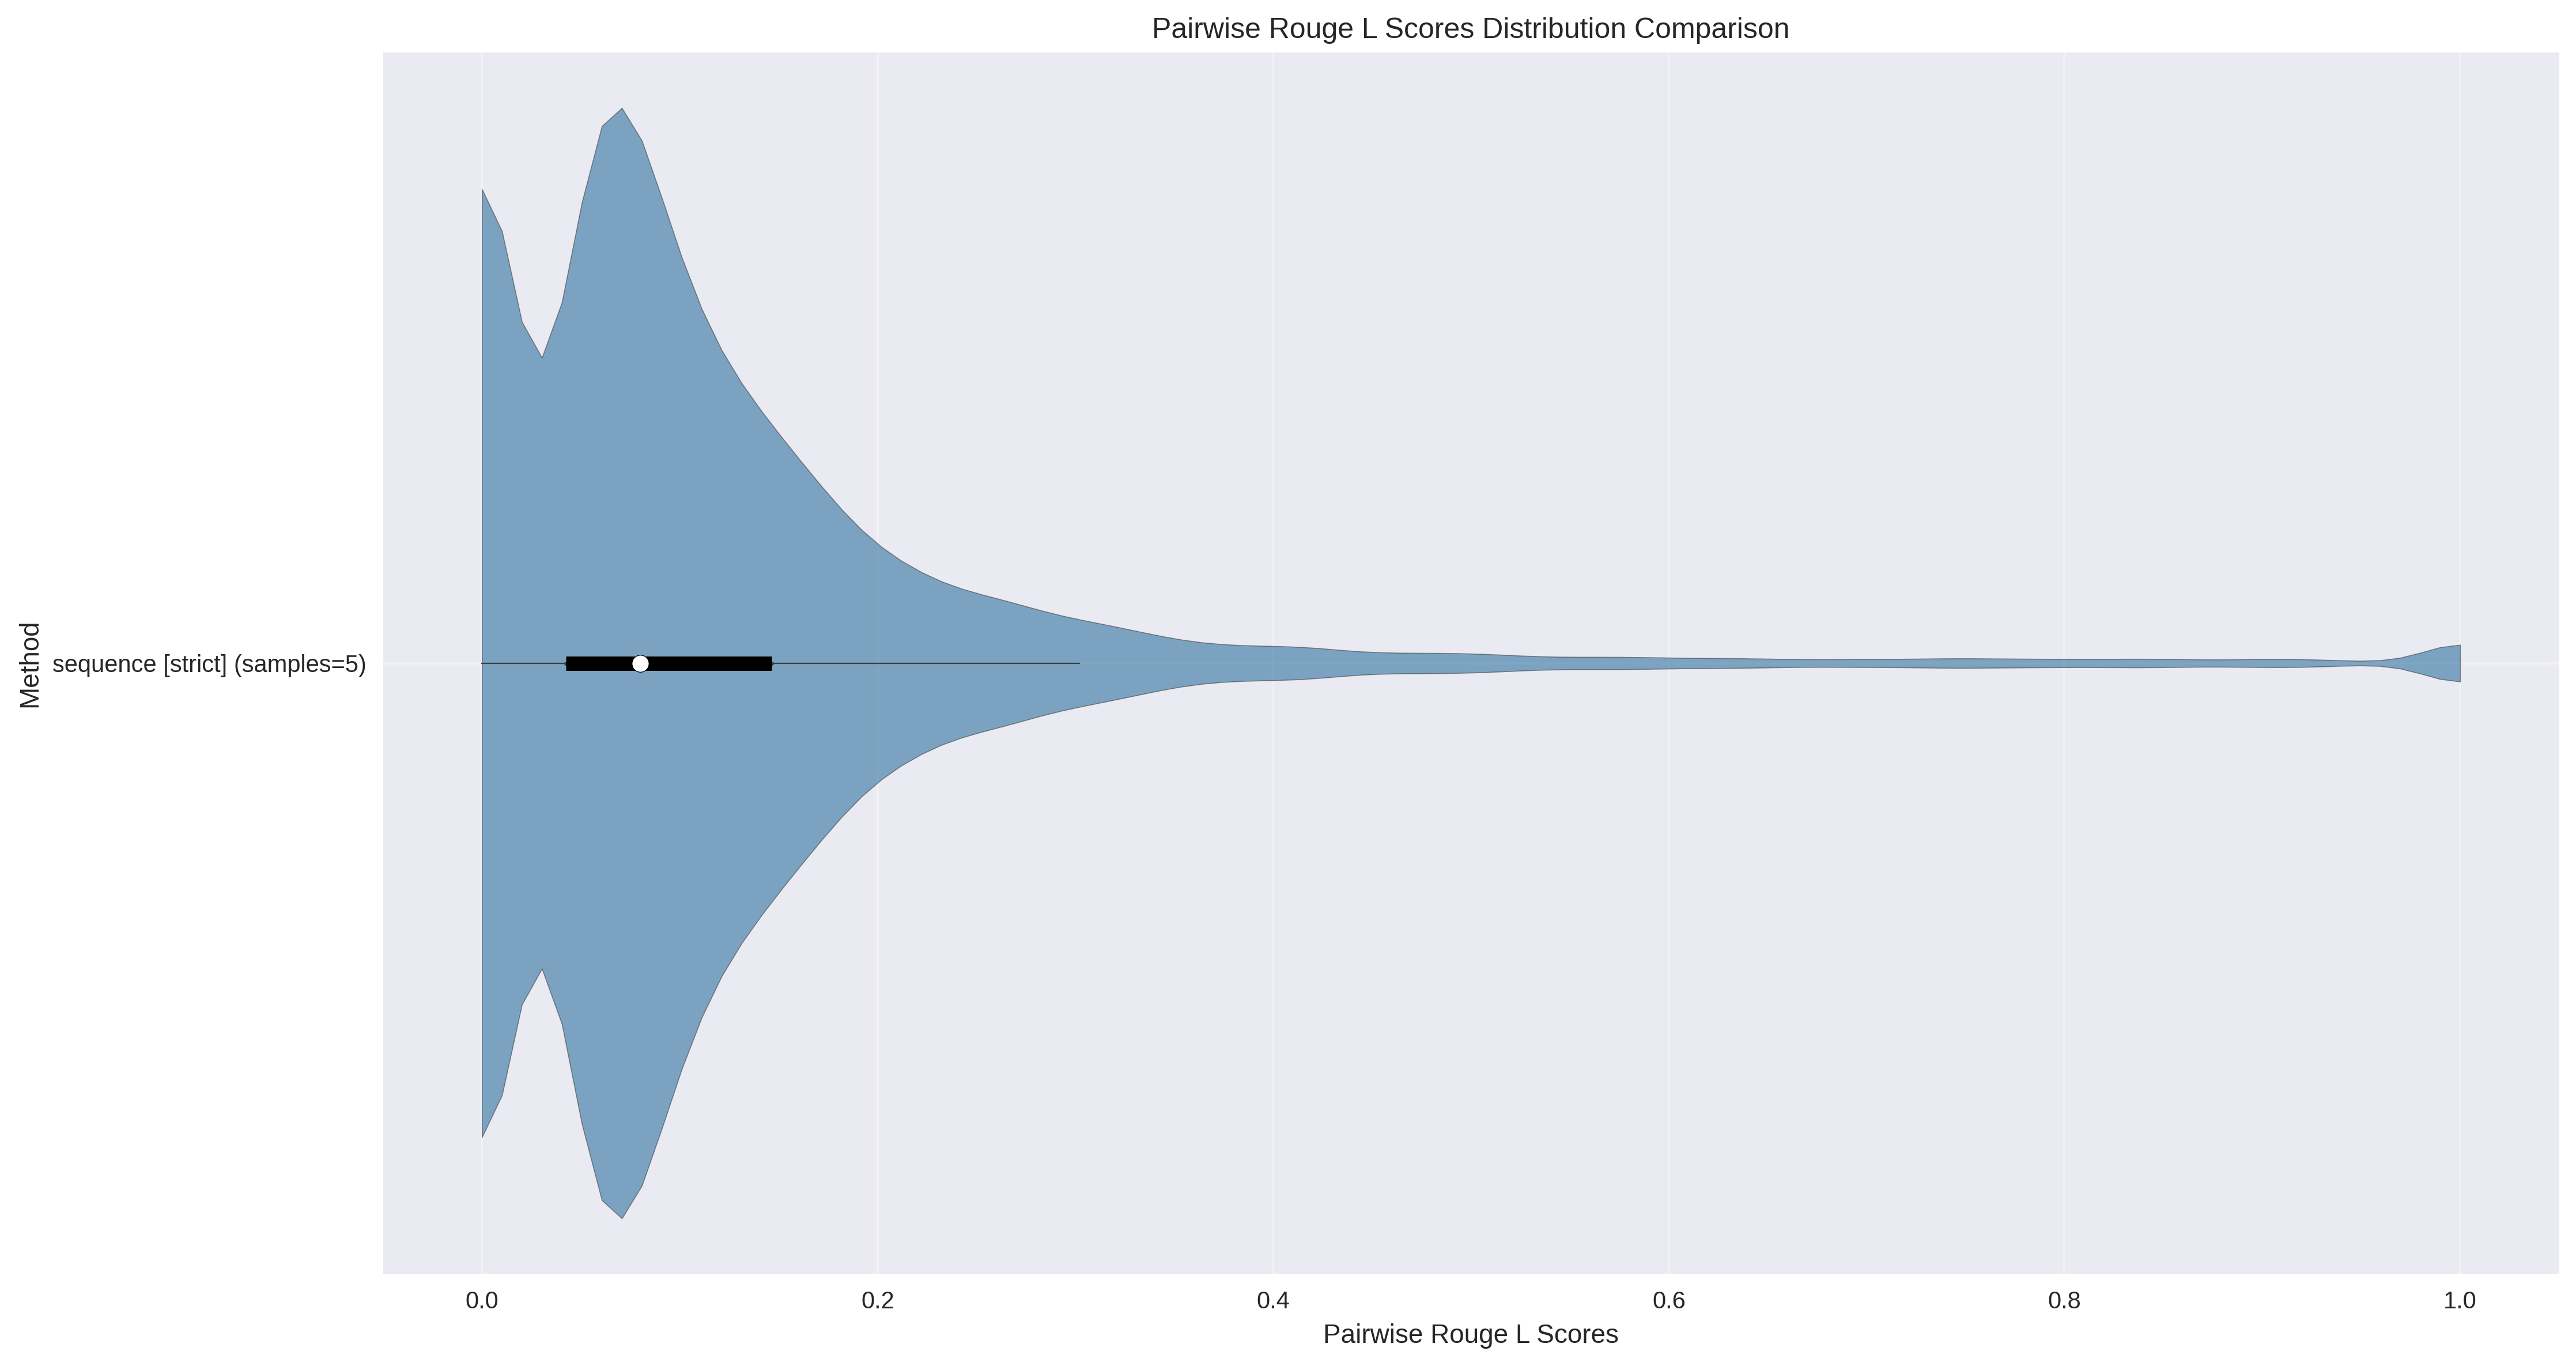 Pairwise Rouge L Scores Distribution Comparison
Method
sequence [strict] (samples=5)
0.0 0.2 0.4 0.6 0.8 1.0
Pairwise Rouge L Scores